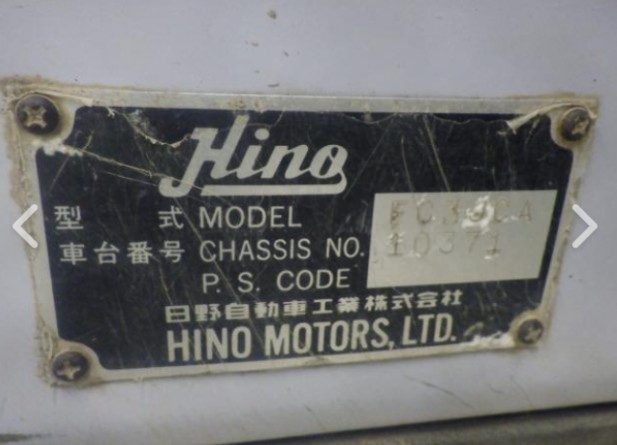 Hino
型式 MODEL
車台番号 CHASSIS NO. 10371
P. S. CODE
日野自動車工業株式会社
HINO MOTORS, LTD.